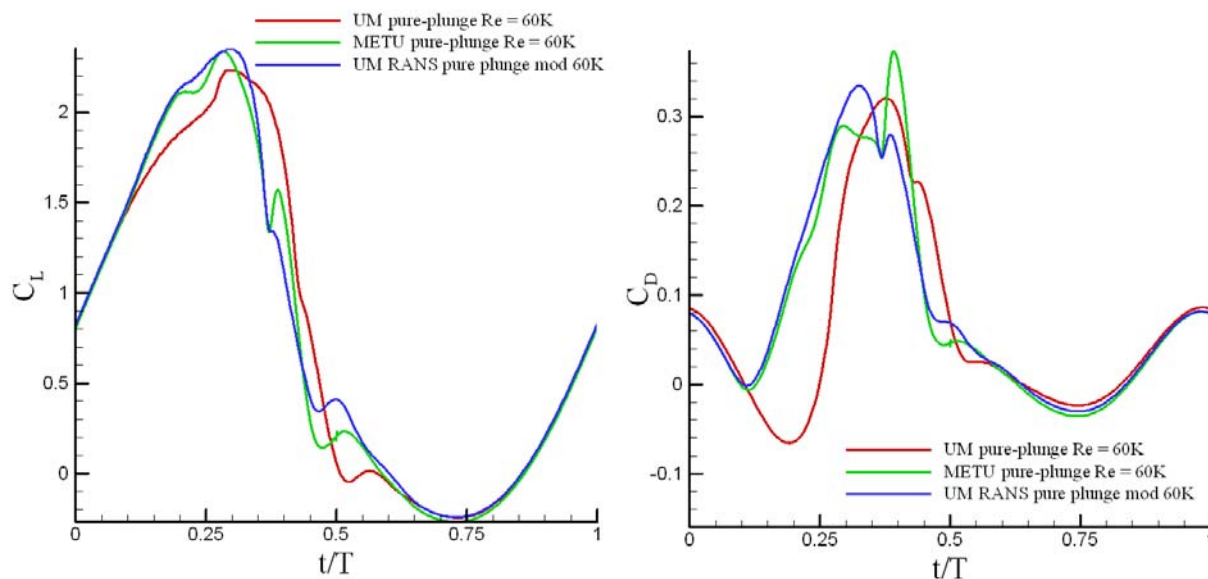 UM pure-plunge Re = 60K
METU pure-plunge Re = 60K
UM RANS pure plunge mod 60K
2
1.5
1
0.5
0
C_L
0
0.25
0.5
0.75
1
t/T
0.3
0.2
0.1
0
-0.1
C_D
UM pure-plunge Re = 60K
METU pure-plunge Re = 60K
UM RANS pure plunge mod 60K
0
0.25
0.5
0.75
1
t/T